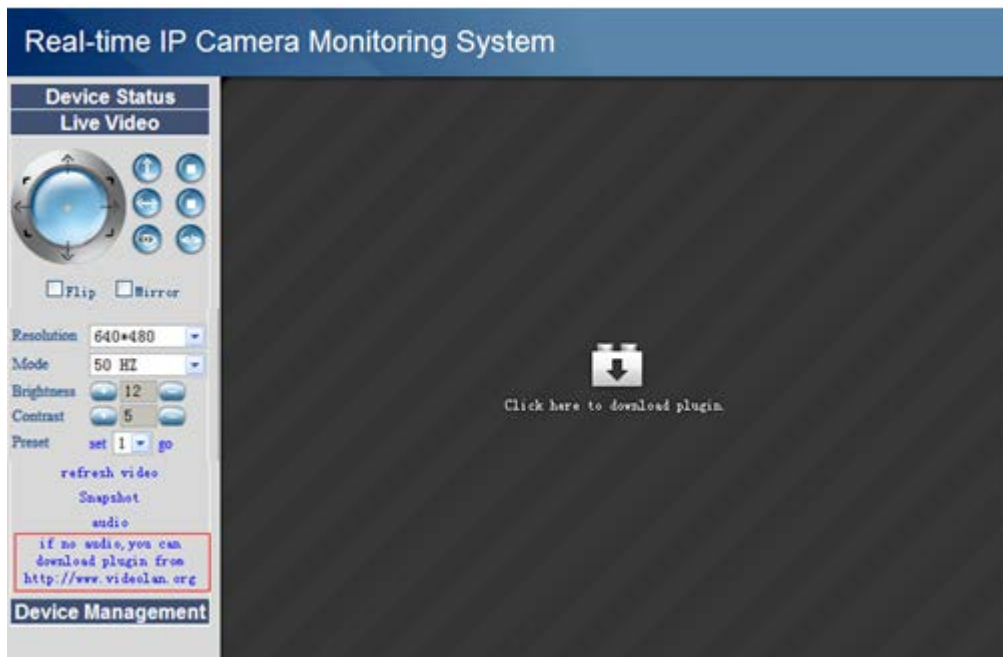 Real-time IP Camera Monitoring System
Device Status
Live Video
Flip Mirror
Resolution 640*480
Mode 50 HZ
Brightness 12
Contrast 5
Preset set 1 go
refresh video
Snapshot
audio
if no audio,you can
download plugin from
http://www.videolan.org
Device Management
Click here to download plugin.